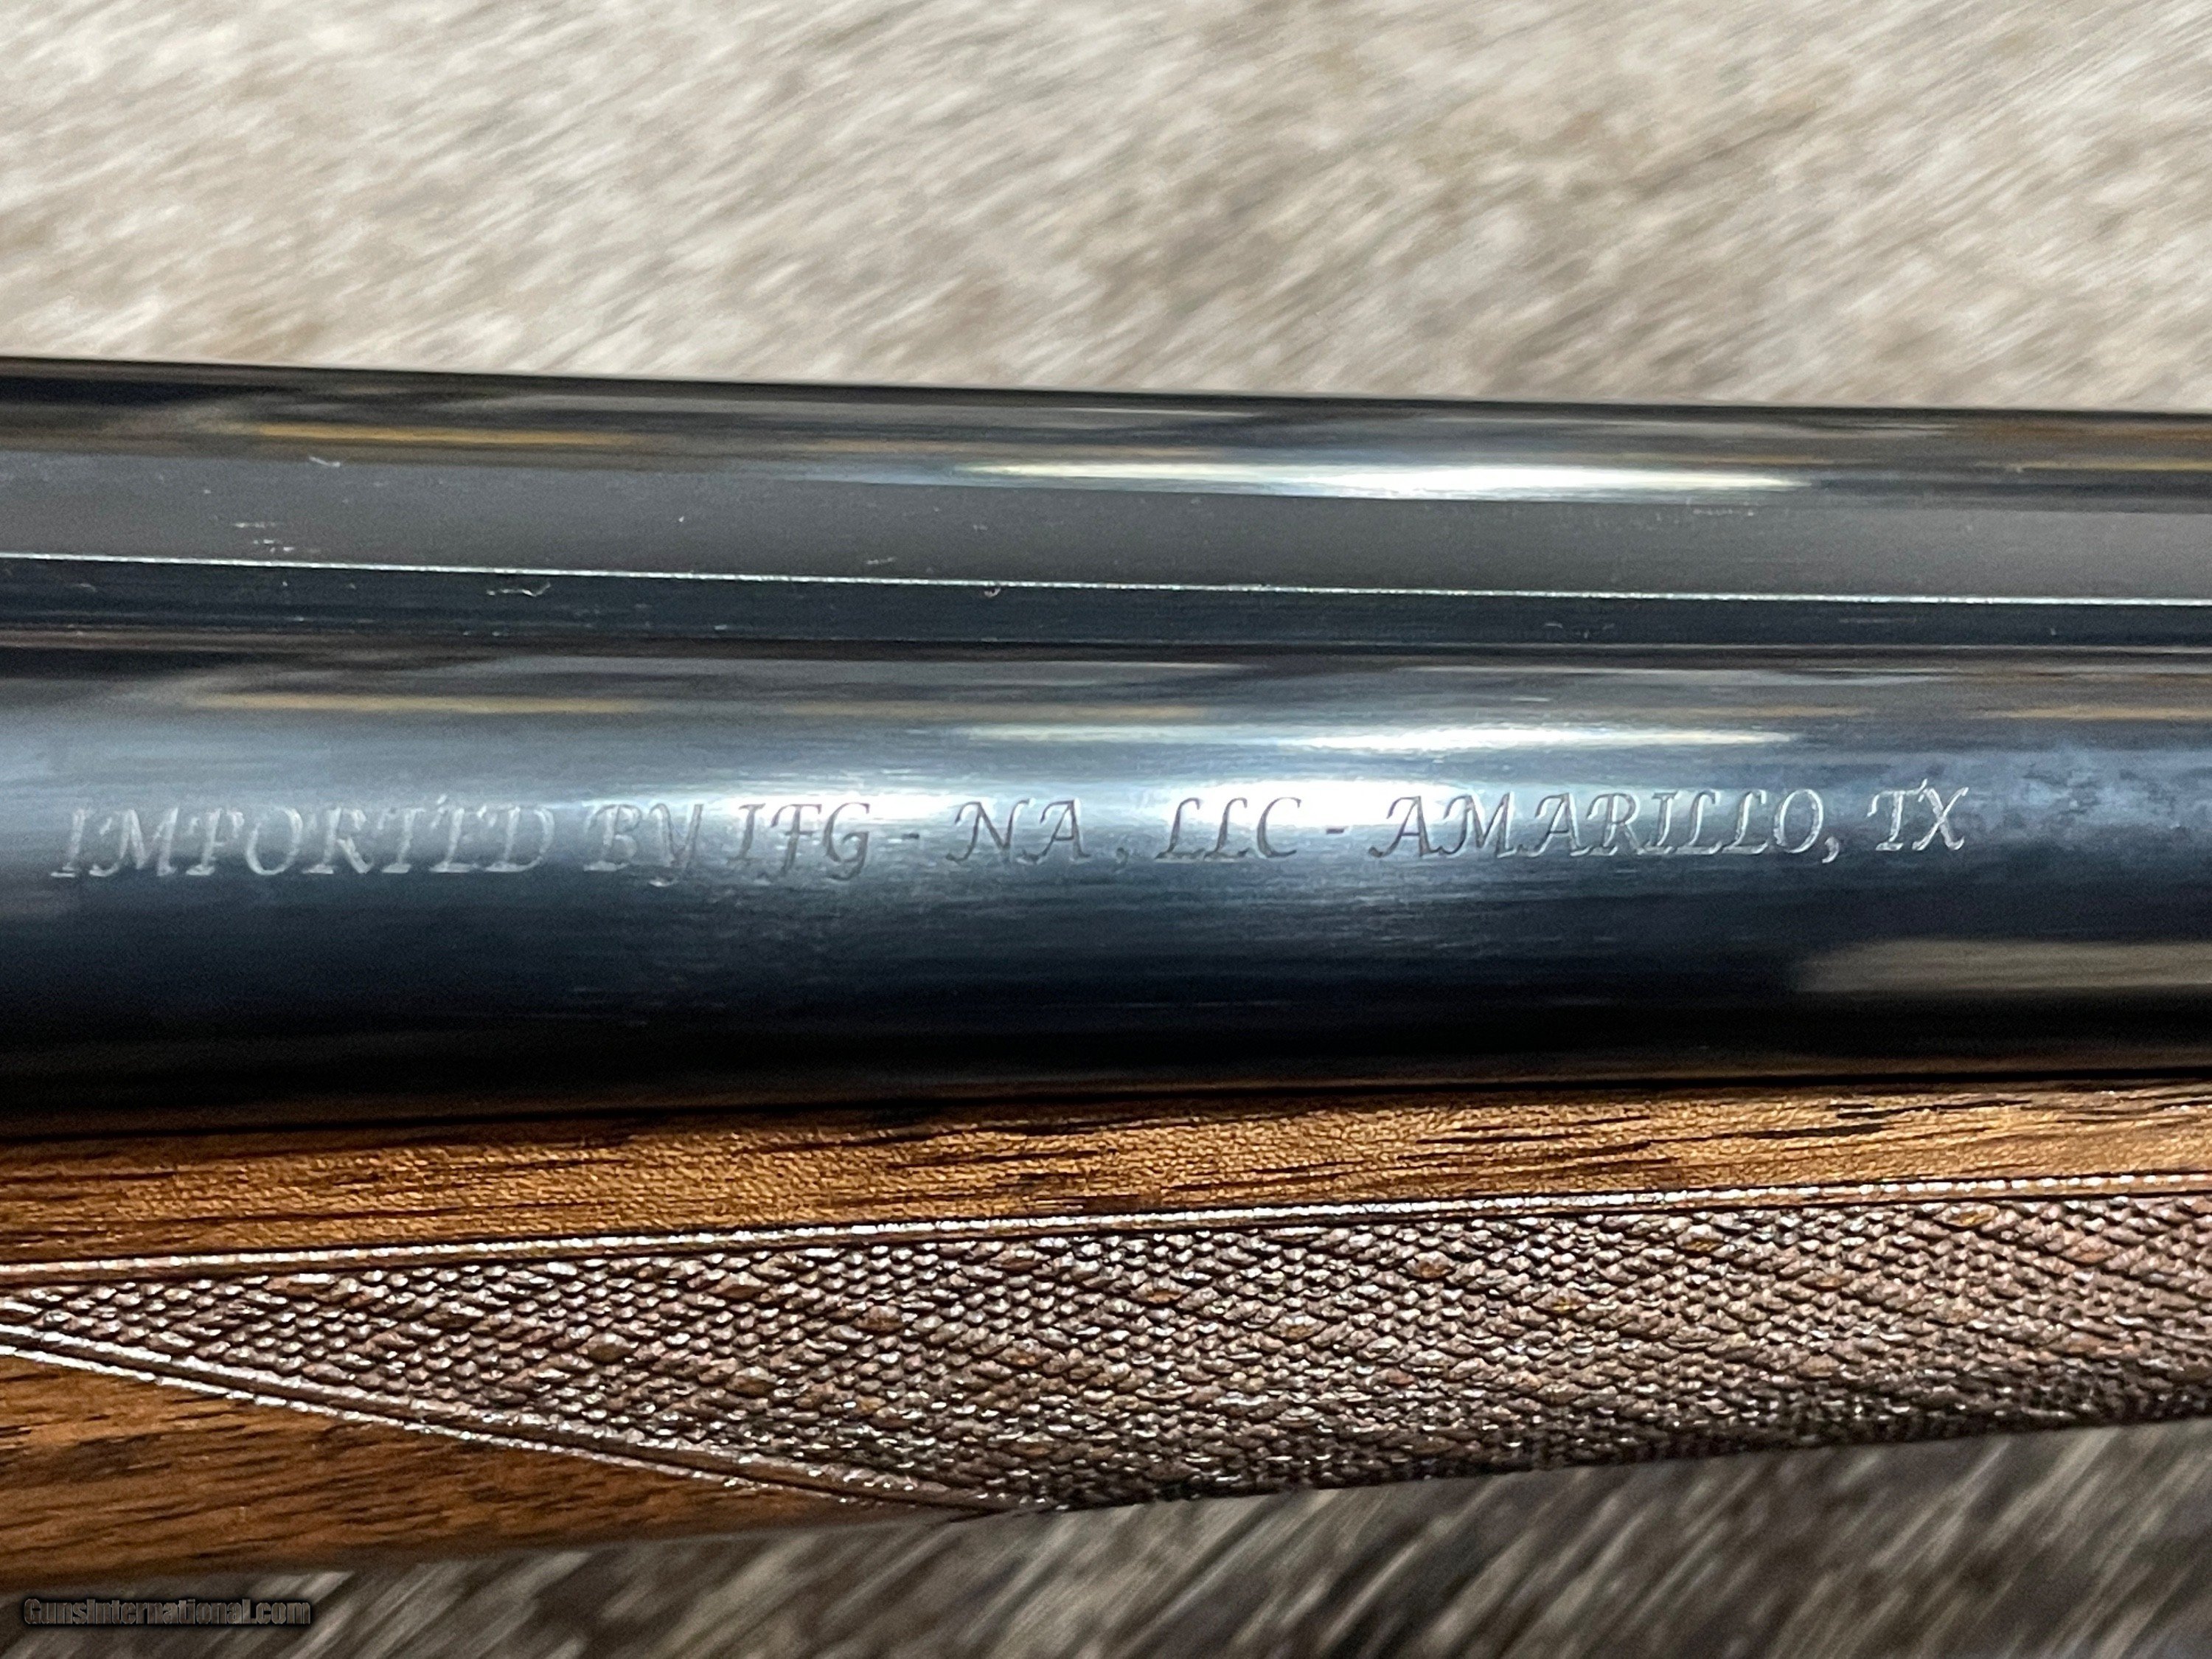 IMPORTED BY IFG - NA, LLC - AMARILLO, TX
GunsInternational.com